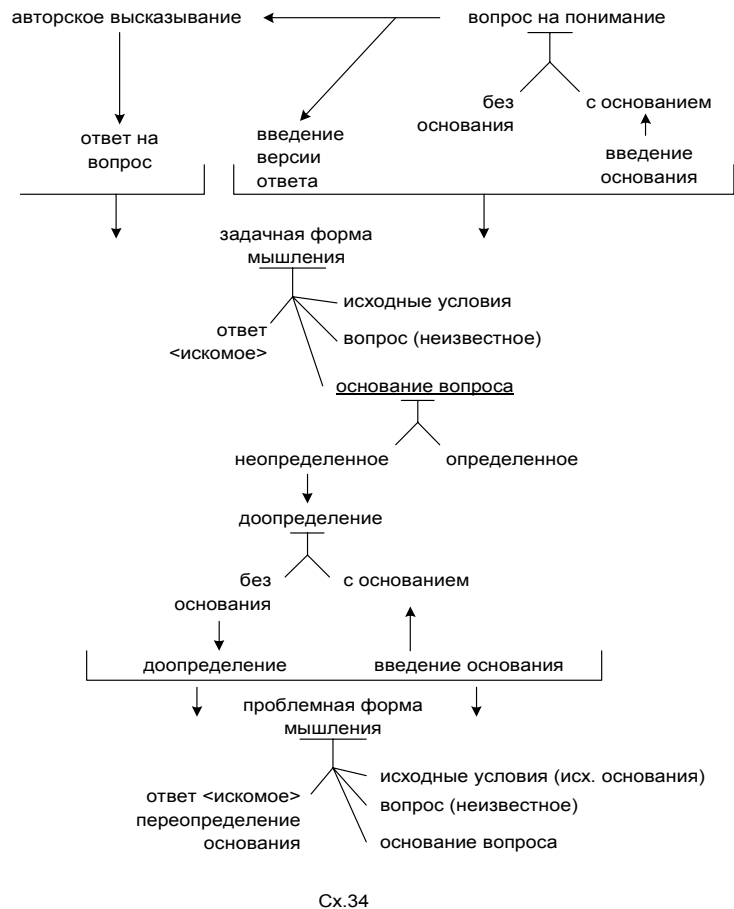 авторское высказывание
вопрос на понимание
без
основания
с основанием
ответ на
вопрос
введение
версии
ответа
введение
основания
задачная форма
мышления
исходные условия
ответ
<искомое>
вопрос (неизвестное)
основание вопроса
неопределенное
определенное
доопределение
без
основания
с основанием
доопределение
введение основания
проблемная форма
мышления
исходные условия (исх. основания)
ответ <искомое>
переопределение
основания
вопрос (неизвестное)
основание вопроса
Сх.34